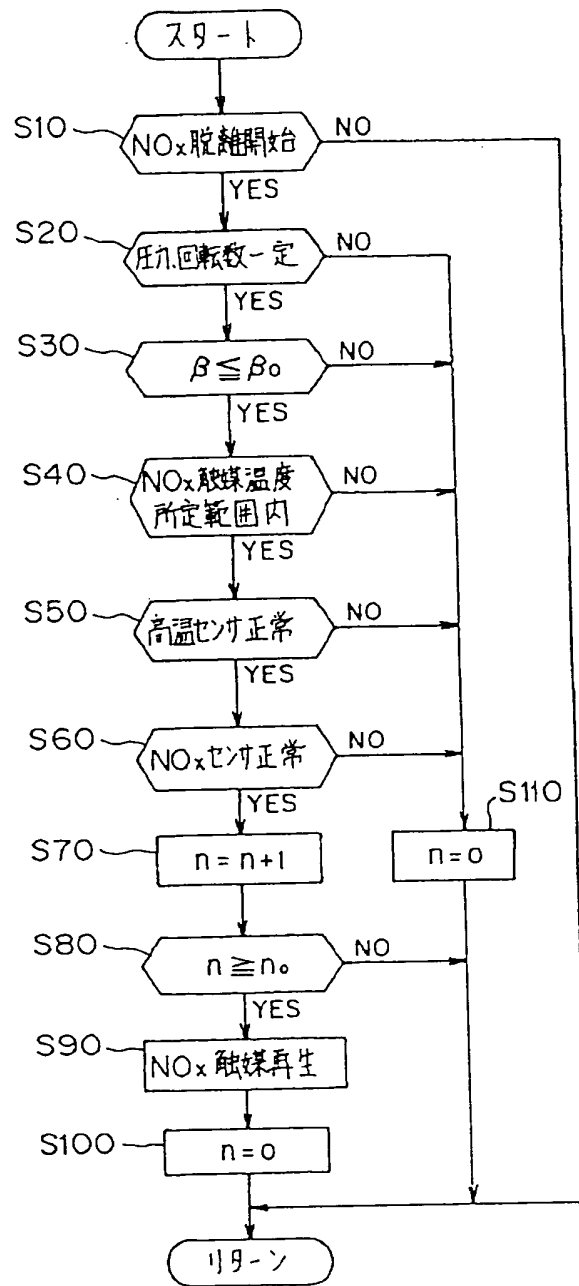 スタート
S10
NOx脱離開始
NO
YES
S20
圧力、回転数一定
NO
YES
S30
β≦β0
NO
YES
S40
NOx触媒温度
所定範囲内
NO
YES
S50
高温センサ正常
NO
YES
S60
NOxセンサ正常
NO
YES
S110
S70
n=n+1
n=0
S80
n≧n0
NO
YES
S90
NOx触媒再生
S100
n=0
リターン